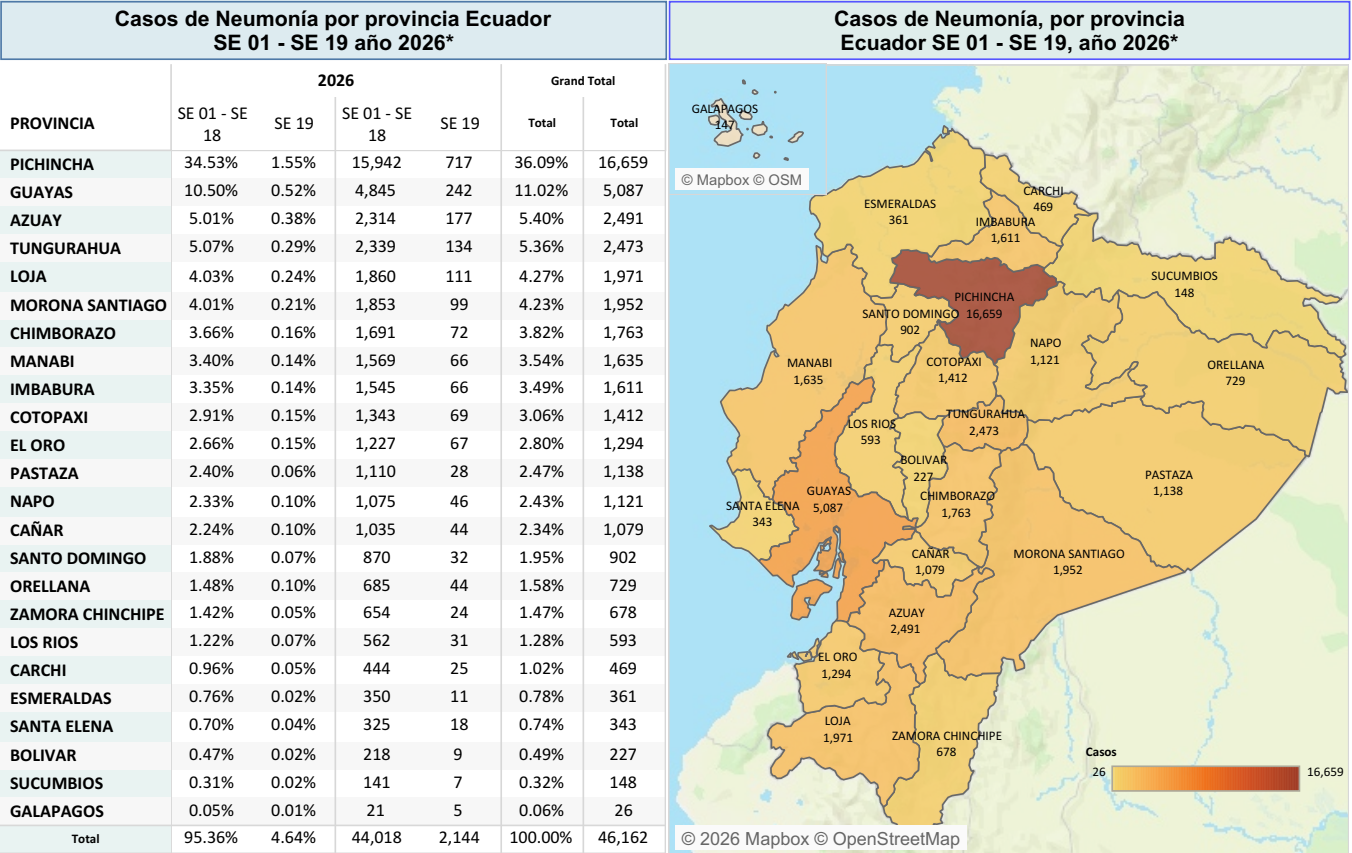 Casos de Neumonía por provincia Ecuador
SE 01 - SE 19 año 2026*
2026
Grand Total
PROVINCIA
SE 01 - SE 18
SE 19
SE 01 - SE 18
SE 19
Total
Total
PICHINCHA 34.53% 1.55% 15,942 717 36.09% 16,659
GUAYAS 10.50% 0.52% 4,845 242 11.02% 5,087
AZUAY 5.01% 0.38% 2,314 177 5.40% 2,491
TUNGURAHUA 5.07% 0.29% 2,339 134 5.36% 2,473
LOJA 4.03% 0.24% 1,860 111 4.27% 1,971
MORONA SANTIAGO 4.01% 0.21% 1,853 99 4.23% 1,952
CHIMBORAZO 3.66% 0.16% 1,691 72 3.82% 1,763
MANABI 3.40% 0.14% 1,569 66 3.54% 1,635
IMBABURA 3.35% 0.14% 1,545 66 3.49% 1,611
COTOPAXI 2.91% 0.15% 1,343 69 3.06% 1,412
EL ORO 2.66% 0.15% 1,227 67 2.80% 1,294
PASTAZA 2.40% 0.06% 1,110 28 2.47% 1,138
NAPO 2.33% 0.10% 1,075 46 2.43% 1,121
CAÑAR 2.24% 0.10% 1,035 44 2.34% 1,079
SANTO DOMINGO 1.88% 0.07% 870 32 1.95% 902
ORELLANA 1.48% 0.10% 685 44 1.58% 729
ZAMORA CHINCHIPE 1.42% 0.05% 654 24 1.47% 678
LOS RIOS 1.22% 0.07% 562 31 1.28% 593
CARCHI 0.96% 0.05% 444 25 1.02% 469
ESMERALDAS 0.76% 0.02% 350 11 0.78% 361
SANTA ELENA 0.70% 0.04% 325 18 0.74% 343
BOLIVAR 0.47% 0.02% 218 9 0.49% 227
SUCUMBIOS 0.31% 0.02% 141 7 0.32% 148
GALAPAGOS 0.05% 0.01% 21 5 0.06% 26
Total 95.36% 4.64% 44,018 2,144 100.00% 46,162
Casos de Neumonía, por provincia
Ecuador SE 01 - SE 19, año 2026*
GALAPAGOS
147
© Mapbox © OSM
CARCHI
469
ESMERALDAS
361
IMBABURA
1,611
SUCUMBIOS
148
PICHINCHA
16,659
SANTO DOMINGO
902
NAPO
1,121
MANABI
1,635
COTOPAXI
1,412
ORELLANA
729
TUNGURAHUA
2,473
LOS RIOS
593
BOLIVAR
227
PASTAZA
1,138
GUAYAS
5,087
CHIMBORAZO
1,763
SANTA ELENA
343
CAÑAR
1,079
MORONA SANTIAGO
1,952
AZUAY
2,491
EL ORO
1,294
LOJA
1,971
ZAMORA CHINCHIPE
678
Casos
26
16,659
© 2026 Mapbox © OpenStreetMap